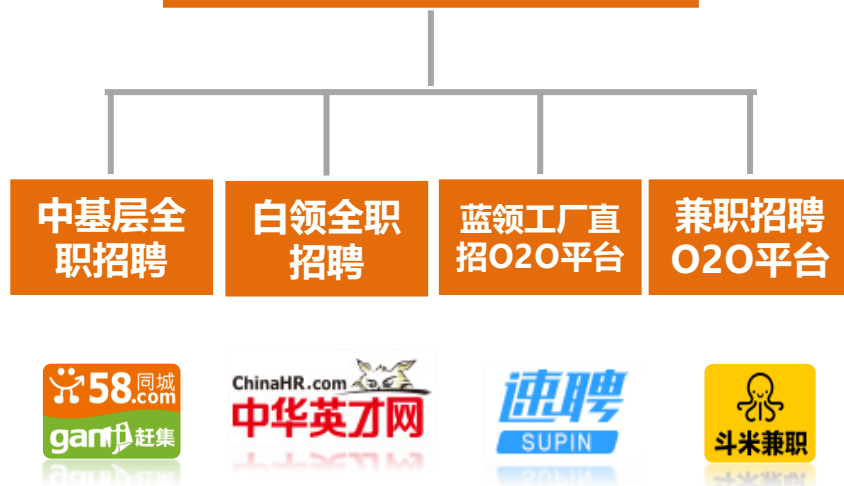 中基层全
职招聘
白领全职
招聘
蓝领工厂直
招O2O平台
兼职招聘
O2O平台
58同城
.com
ganji赶集
ChinaHR.com
中华英才网
速聘
SUPIN
斗米兼职